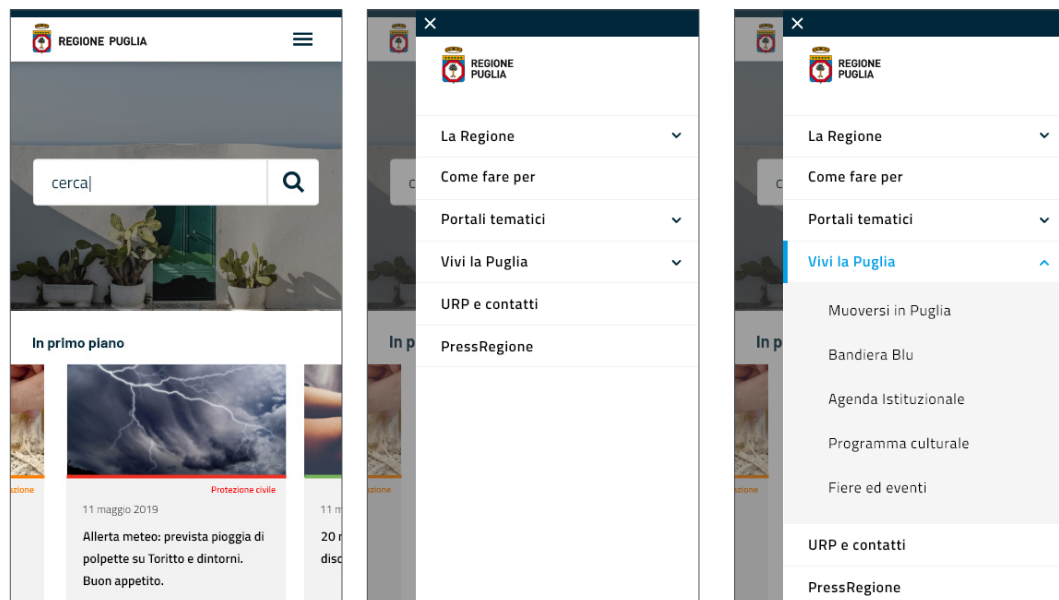 REGIONE PUGLIA
cerca
In primo piano
azione
Protezione civile
11 maggio 2019
Allerta meteo: prevista pioggia di
polpette su Toritto e dintorni.
Buon appetito.
11 m
20 r
disc
REGIONE
PUGLIA
La Regione
Come fare per
Portali tematici
Vivi la Puglia
URP e contatti
PressRegione
c
In p
azione
REGIONE
PUGLIA
La Regione
Come fare per
Portali tematici
Vivi la Puglia
Muoversi in Puglia
Bandiera Blu
Agenda Istituzionale
Programma culturale
Fiere ed eventi
URP e contatti
PressRegione
c
In p
azione